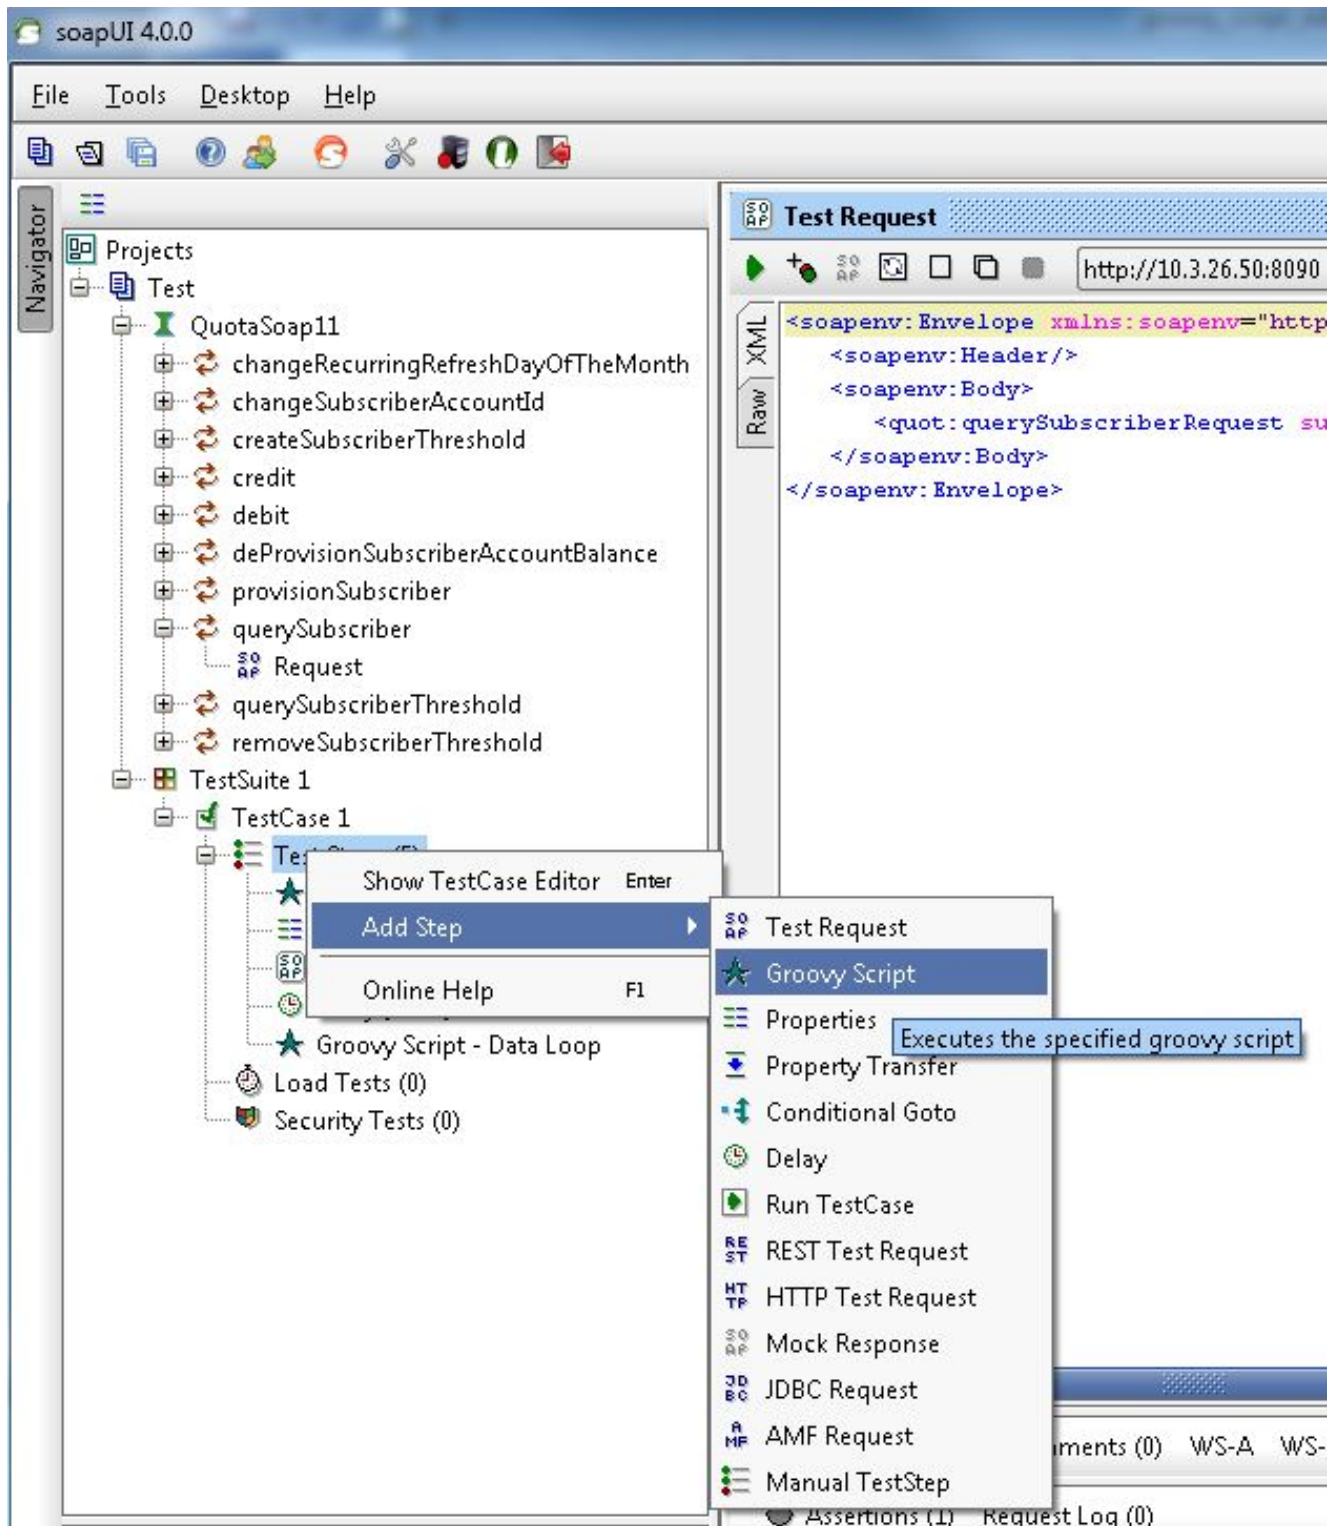 soapUI 4.0.0
File Tools Desktop Help
Navigator
Projects
Test
QuotaSoap11
changeRecurringRefreshDayOfTheMonth
changeSubscriberAccountId
createSubscriberThreshold
credit
debit
deProvisionSubscriberAccountBalance
provisionSubscriber
querySubscriber
Request
querySubscriberThreshold
removeSubscriberThreshold
TestSuite 1
TestCase 1
Groovy Script - Data Loop
Load Tests (0)
Security Tests (0)
Show TestCase Editor Enter
Add Step
Online Help F1
Test Request
Groovy Script
Properties
Executes the specified groovy script
Property Transfer
Conditional Goto
Delay
Run TestCase
REST Test Request
HTTP Test Request
Mock Response
JDBC Request
AMF Request
Manual TestStep
Test Request
http://10.3.26.50:8090
XML
Raw
<soapenv:Envelope xmlns:soapenv="http
<soapenv:Header/>
<soapenv:Body>
<quot:querySubscriberRequest su
</soapenv:Body>
</soapenv:Envelope>
ments (0) WS-A WS-
Assertions (1) Request Log (0)